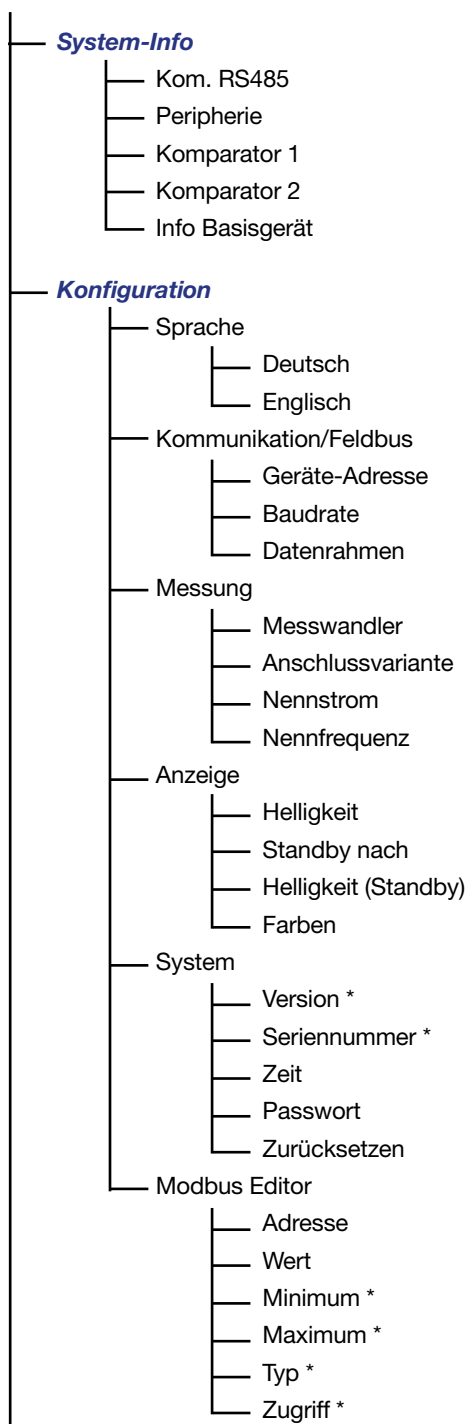 System-Info
Kom. RS485
Peripherie
Komparator 1
Komparator 2
Info Basisgerät
Konfiguration
Sprache
Deutsch
Englisch
Kommunikation/Feldbus
Geräte-Adresse
Baudrate
Datenrahmen
Messung
Messwandler
Anschlussvariante
Nennstrom
Nennfrequenz
Anzeige
Helligkeit
Standby nach
Helligkeit (Standby)
Farben
System
Version *
Seriennummer *
Zeit
Passwort
Zurücksetzen
Modbus Editor
Adresse
Wert
Minimum *
Maximum *
Typ *
Zugriff *